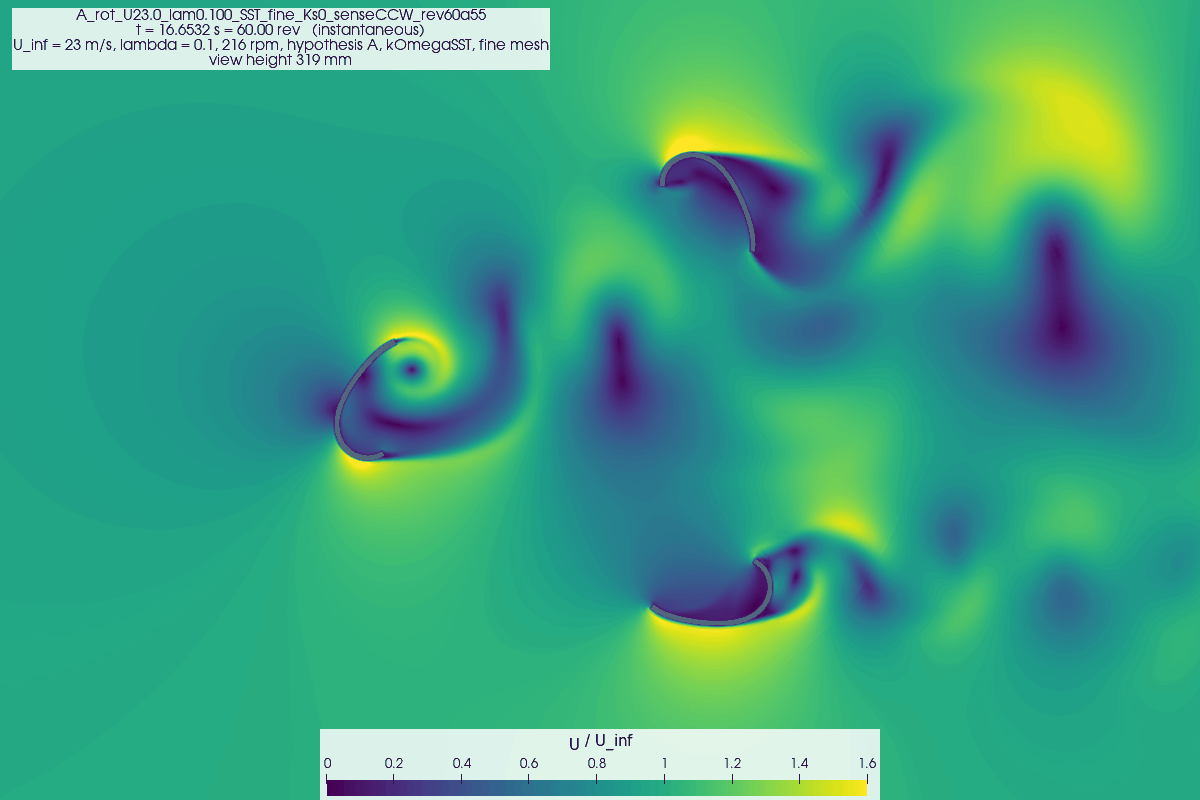 A_rot_U23.0_lam0.100_SST_fine_Ks0_senseCCW_rev60a55
t = 16.6532 s = 60.00 rev (instantaneous)
U_inf = 23 m/s, lambda = 0.1, 216 rpm, hypothesis A, kOmegaSST, fine mesh
view height 319 mm
U / U_inf
0 0.2 0.4 0.6 0.8 1 1.2 1.4 1.6